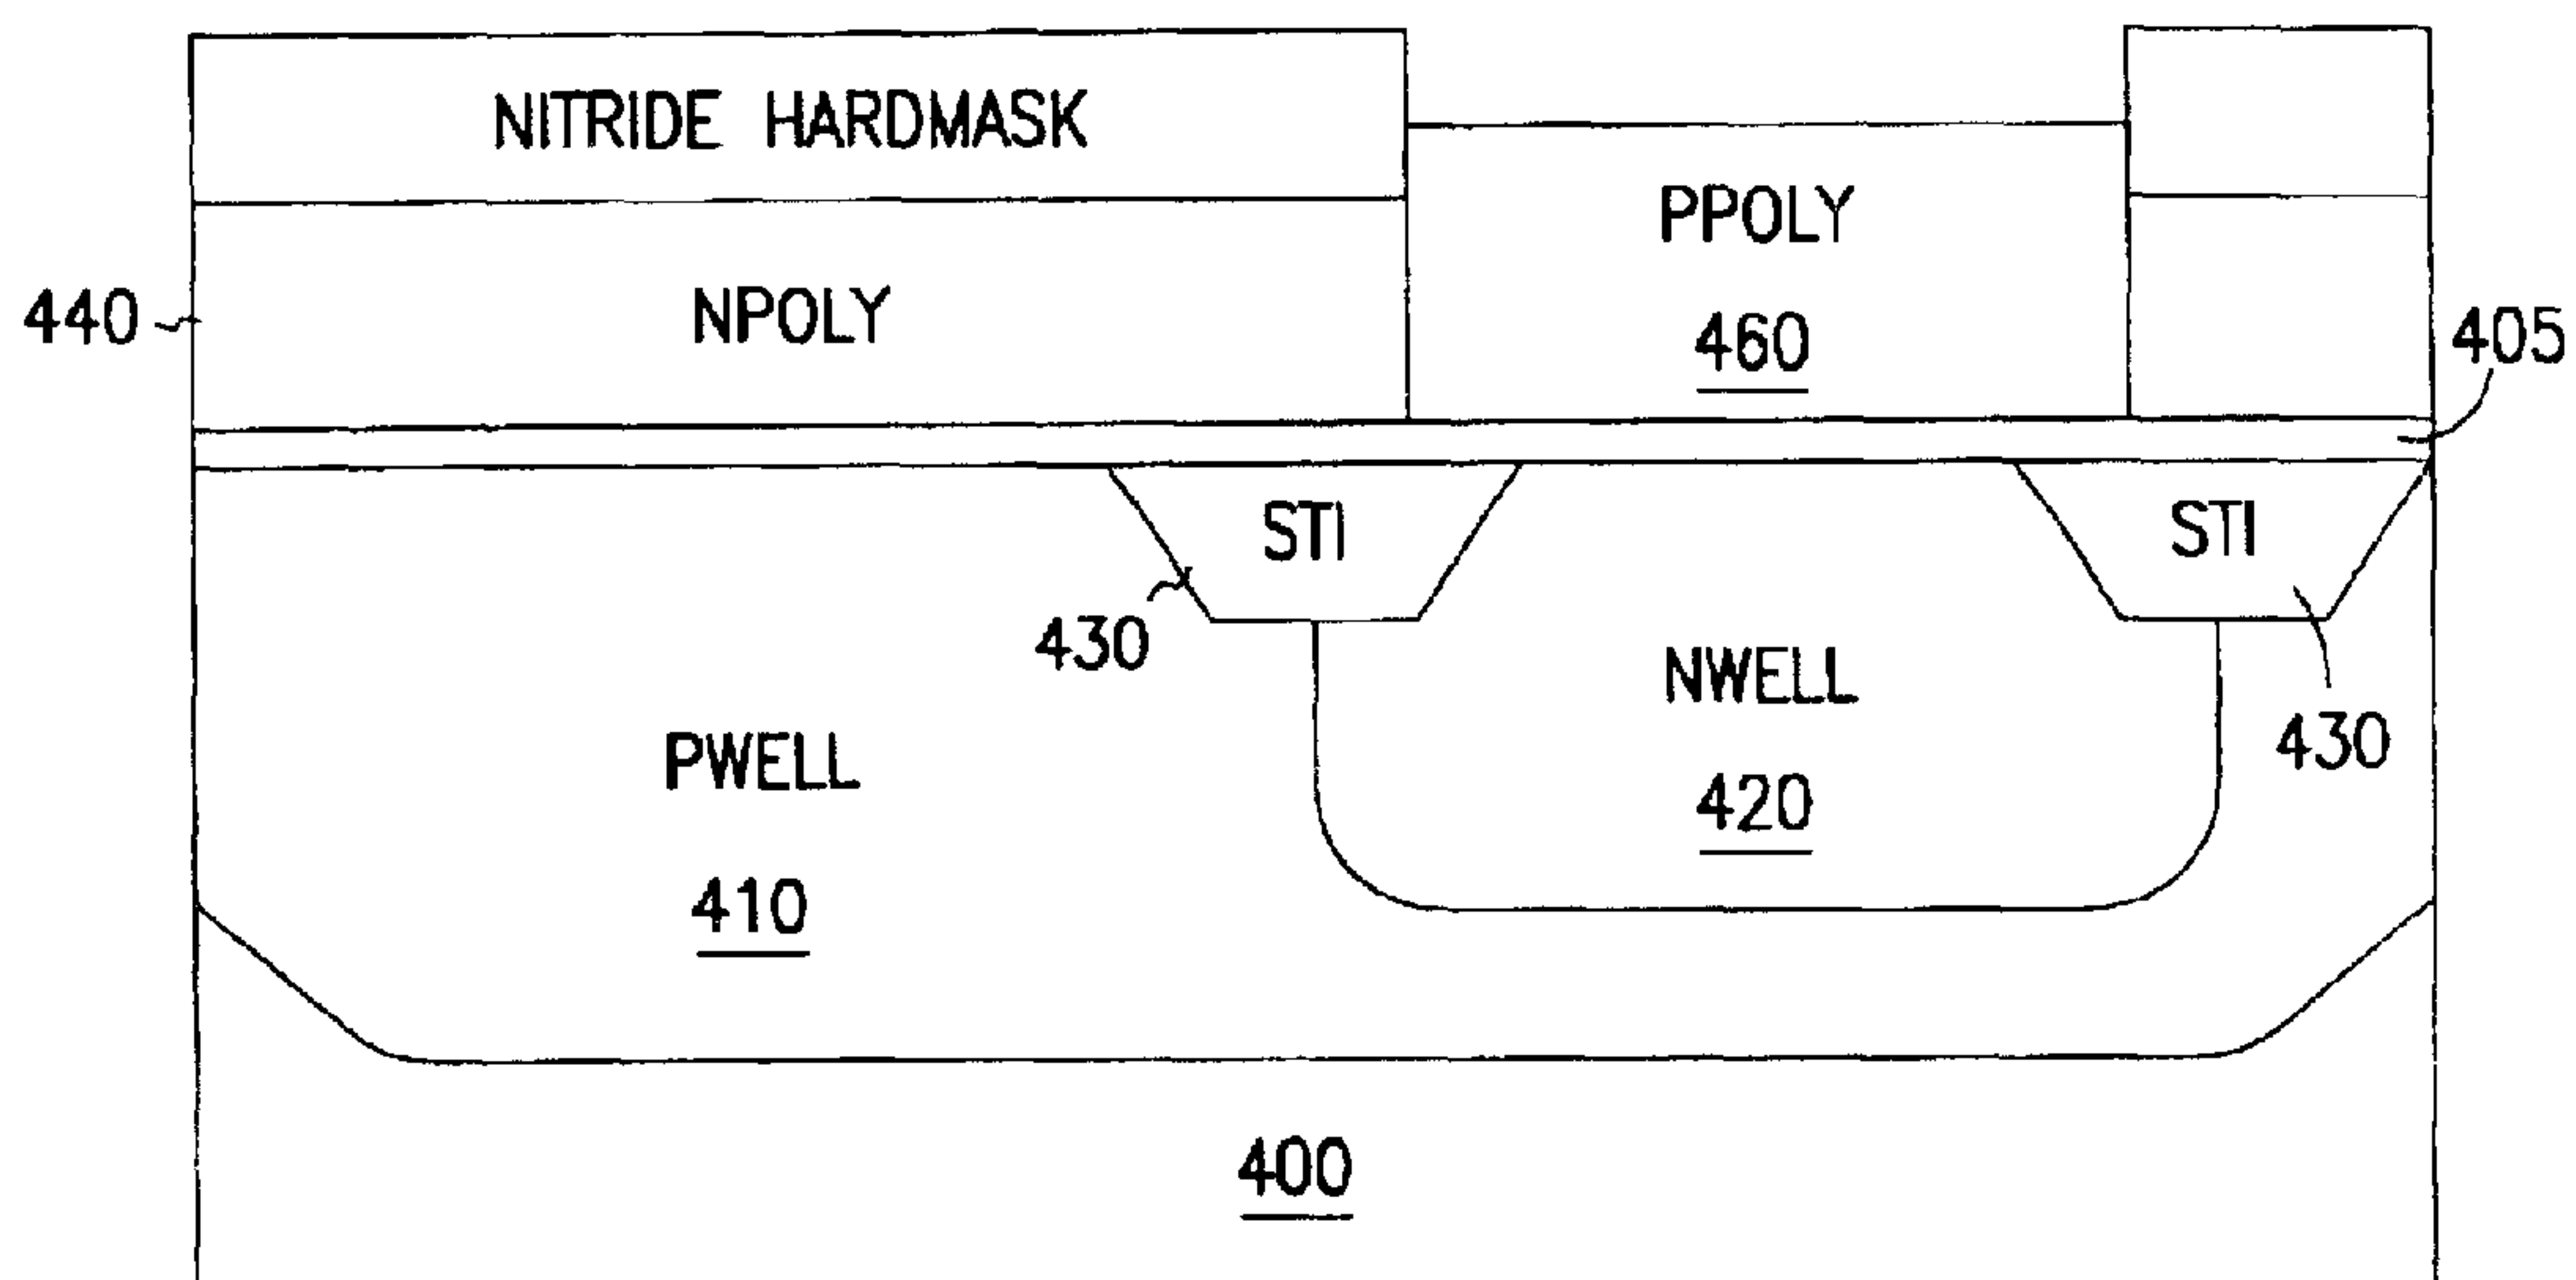 NITRIDE HARDMASK
PPOLY
440
NPOLY
460
405
STI
STI
430
NWELL
430
PWELL
420
410
400